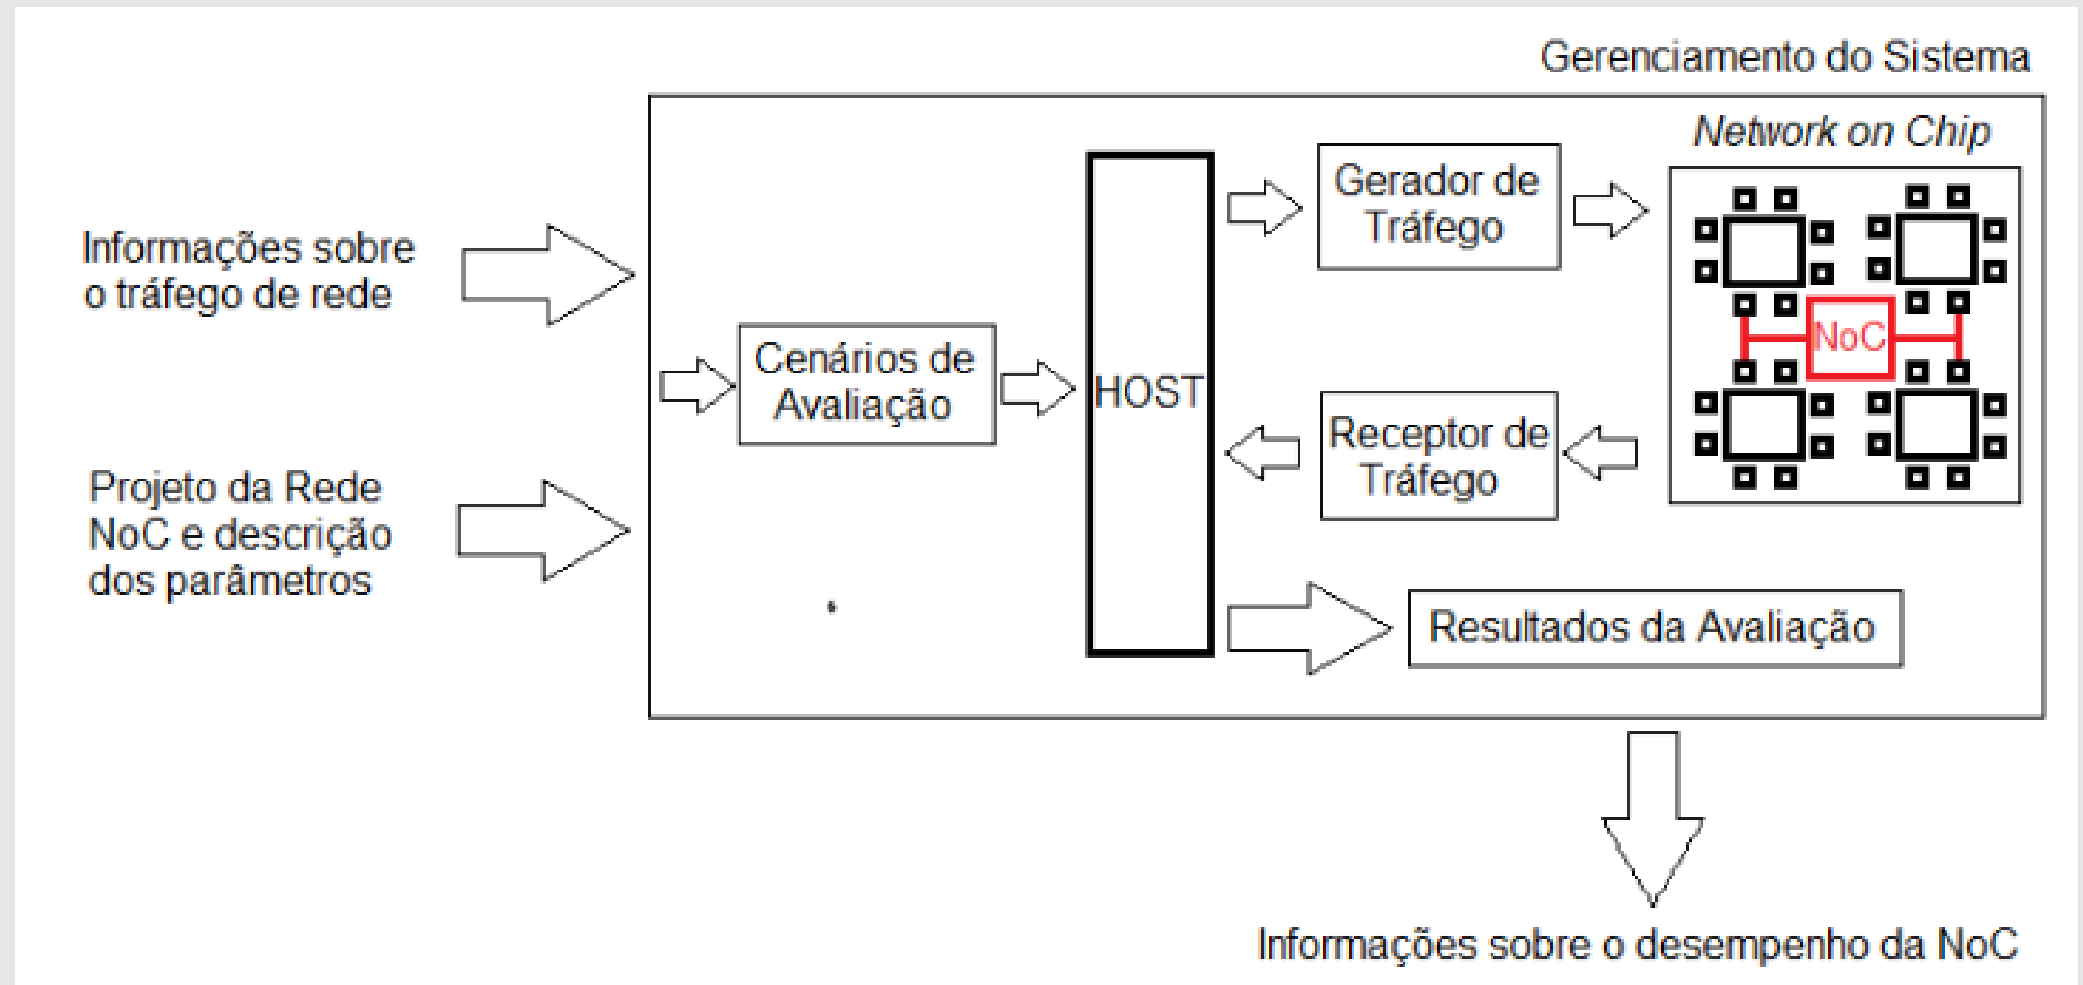 Gerenciamento do Sistema
Informações sobre
o tráfego de rede
Projeto da Rede
NoC e descrição
dos parâmetros
Cenários de
Avaliação
HOST
Gerador de
Tráfego
Network on Chip
NoC
Receptor de
Tráfego
Resultados da Avaliação
Informações sobre o desempenho da NoC